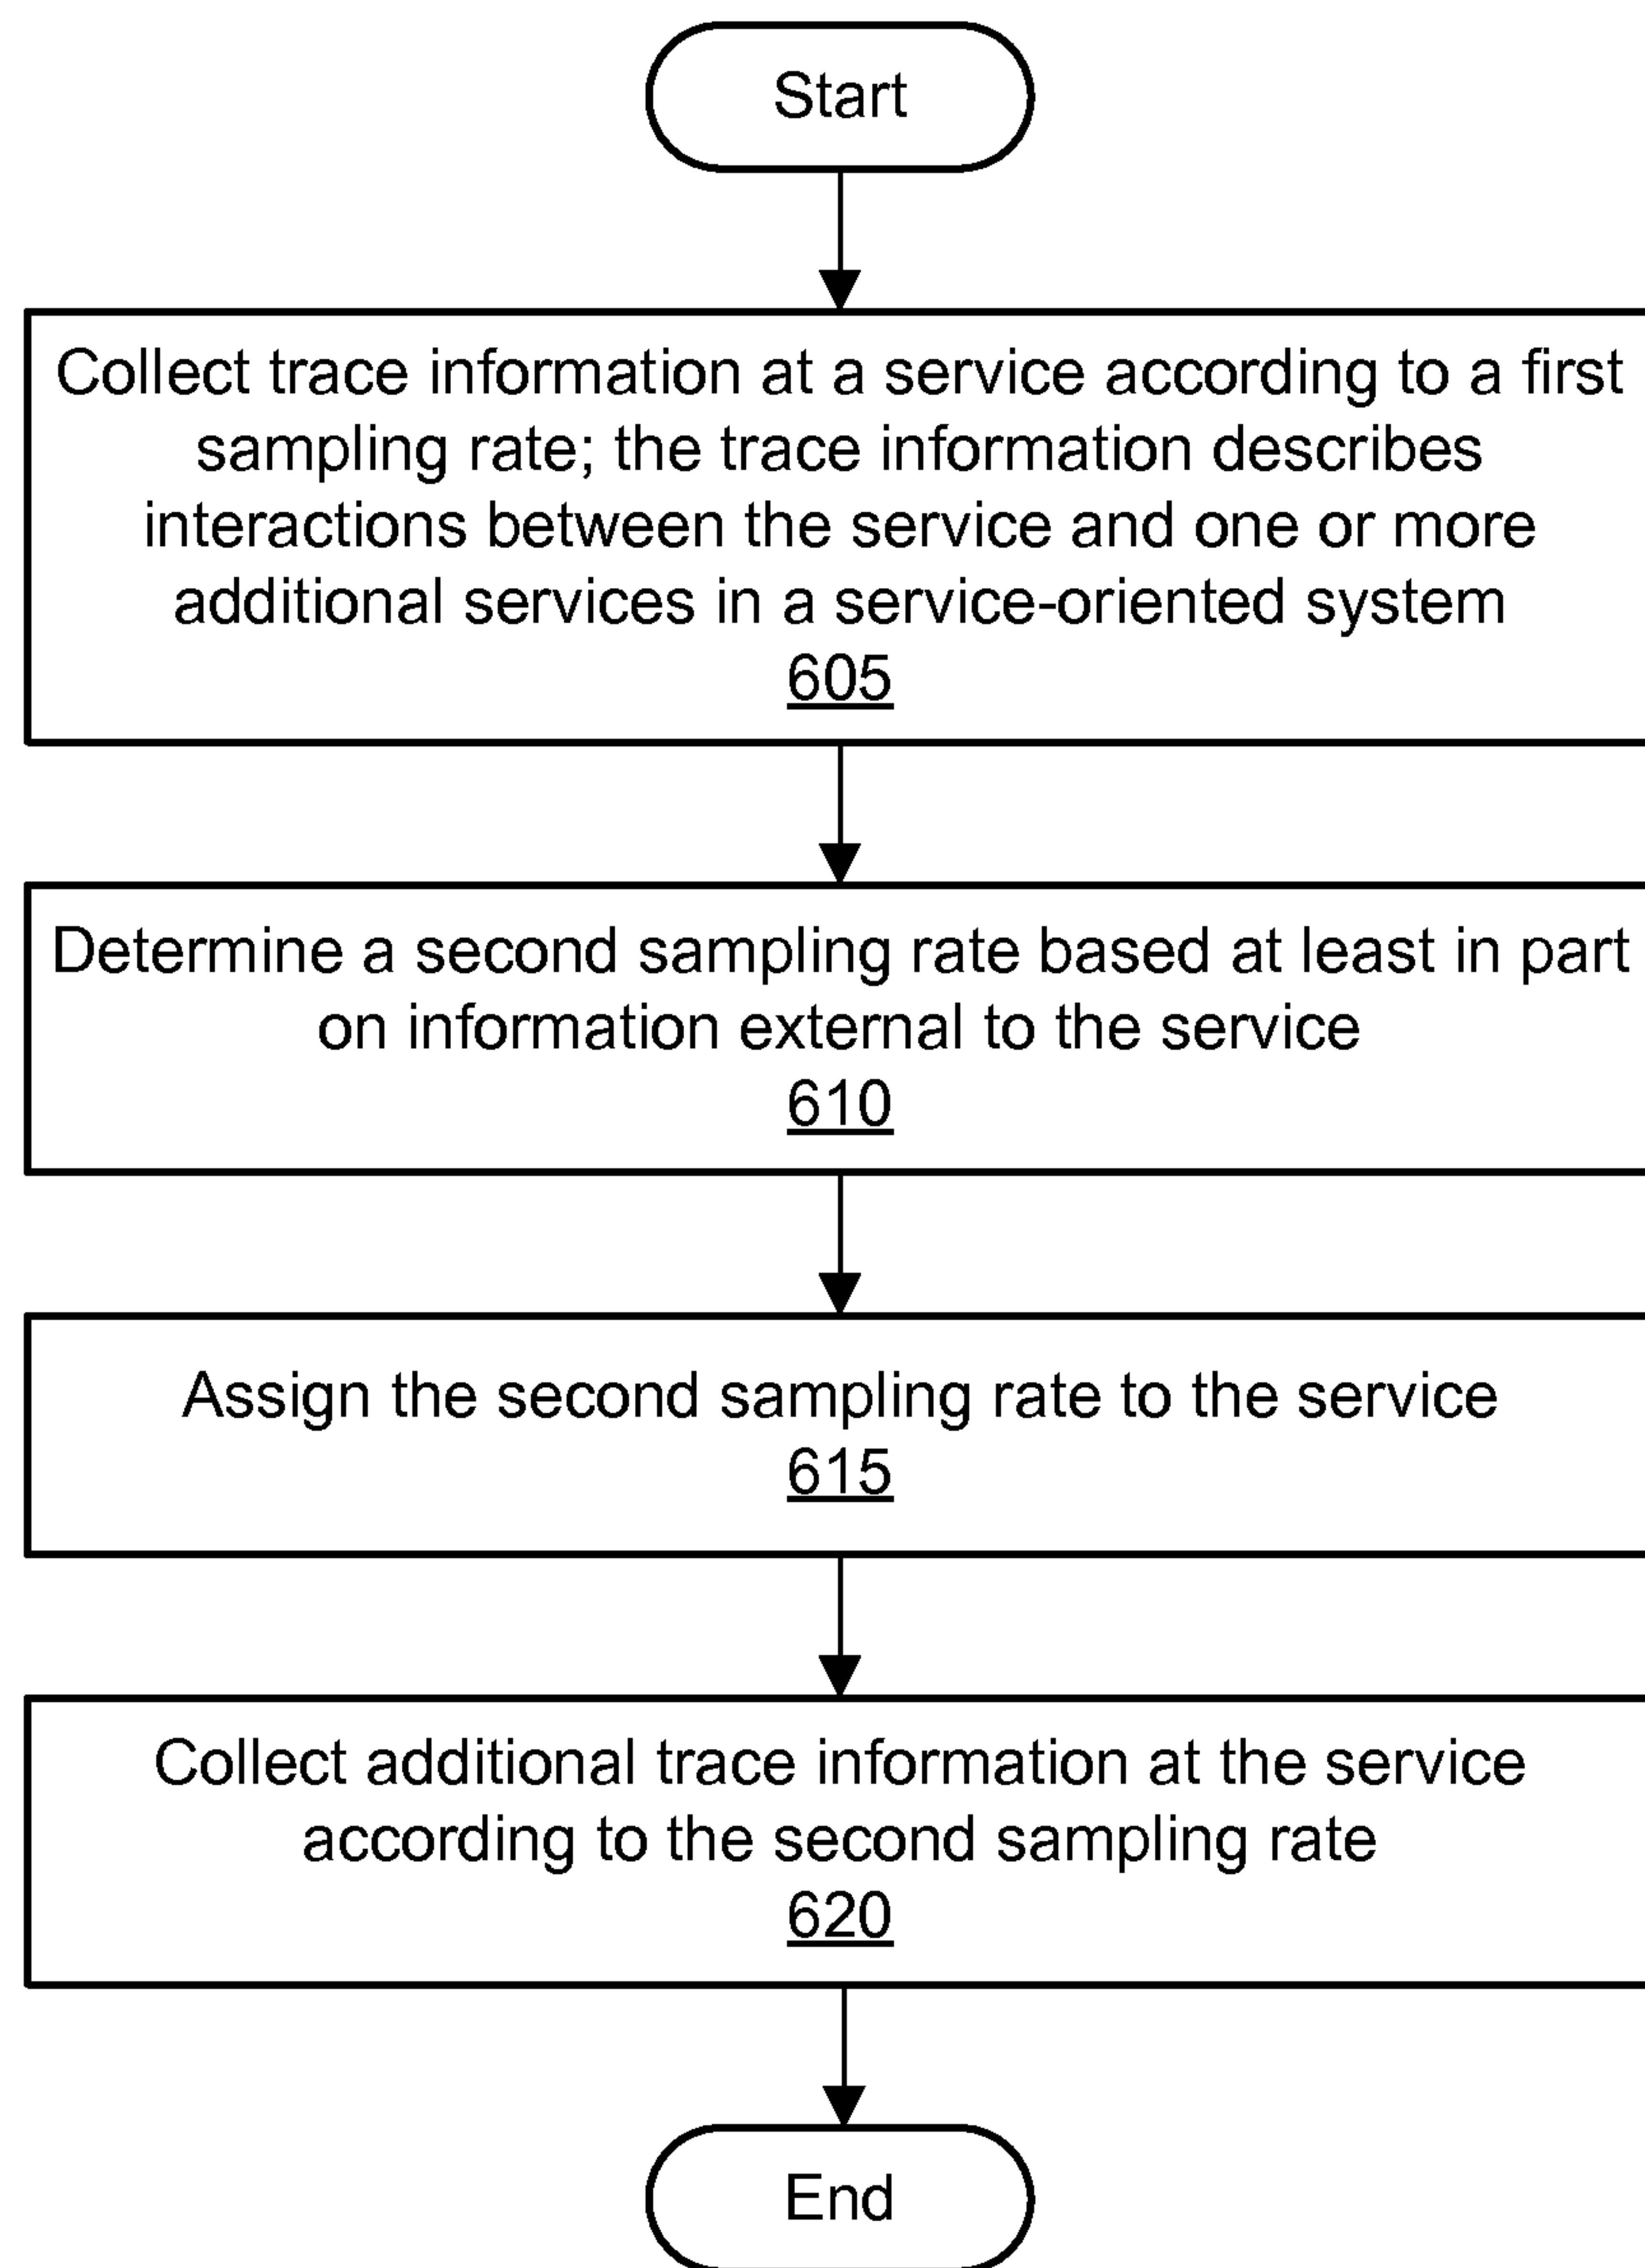 Start
Collect trace information at a service according to a first
sampling rate; the trace information describes
interactions between the service and one or more
additional services in a service-oriented system
605
Determine a second sampling rate based at least in part
on information external to the service
610
Assign the second sampling rate to the service
615
Collect additional trace information at the service
according to the second sampling rate
620
End